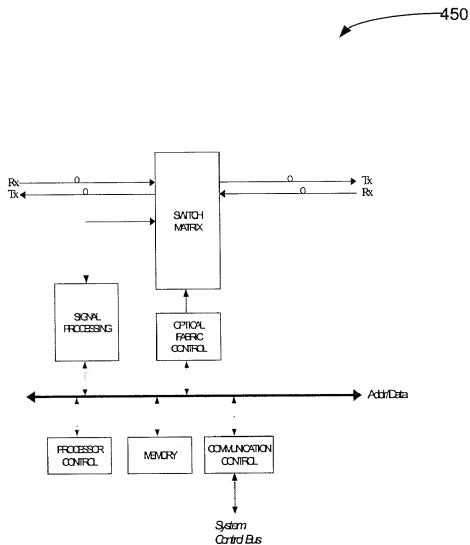 450
Rx
Tx
Tx
Rx
SWITCH
MATRIX
SIGNAL
PROCESSING
OPTICAL
FABRIC
CONTROL
Addr/Data
PROCESSOR
CONTROL
MEMORY
COMMUNICATION
CONTROL
System
Control Bus